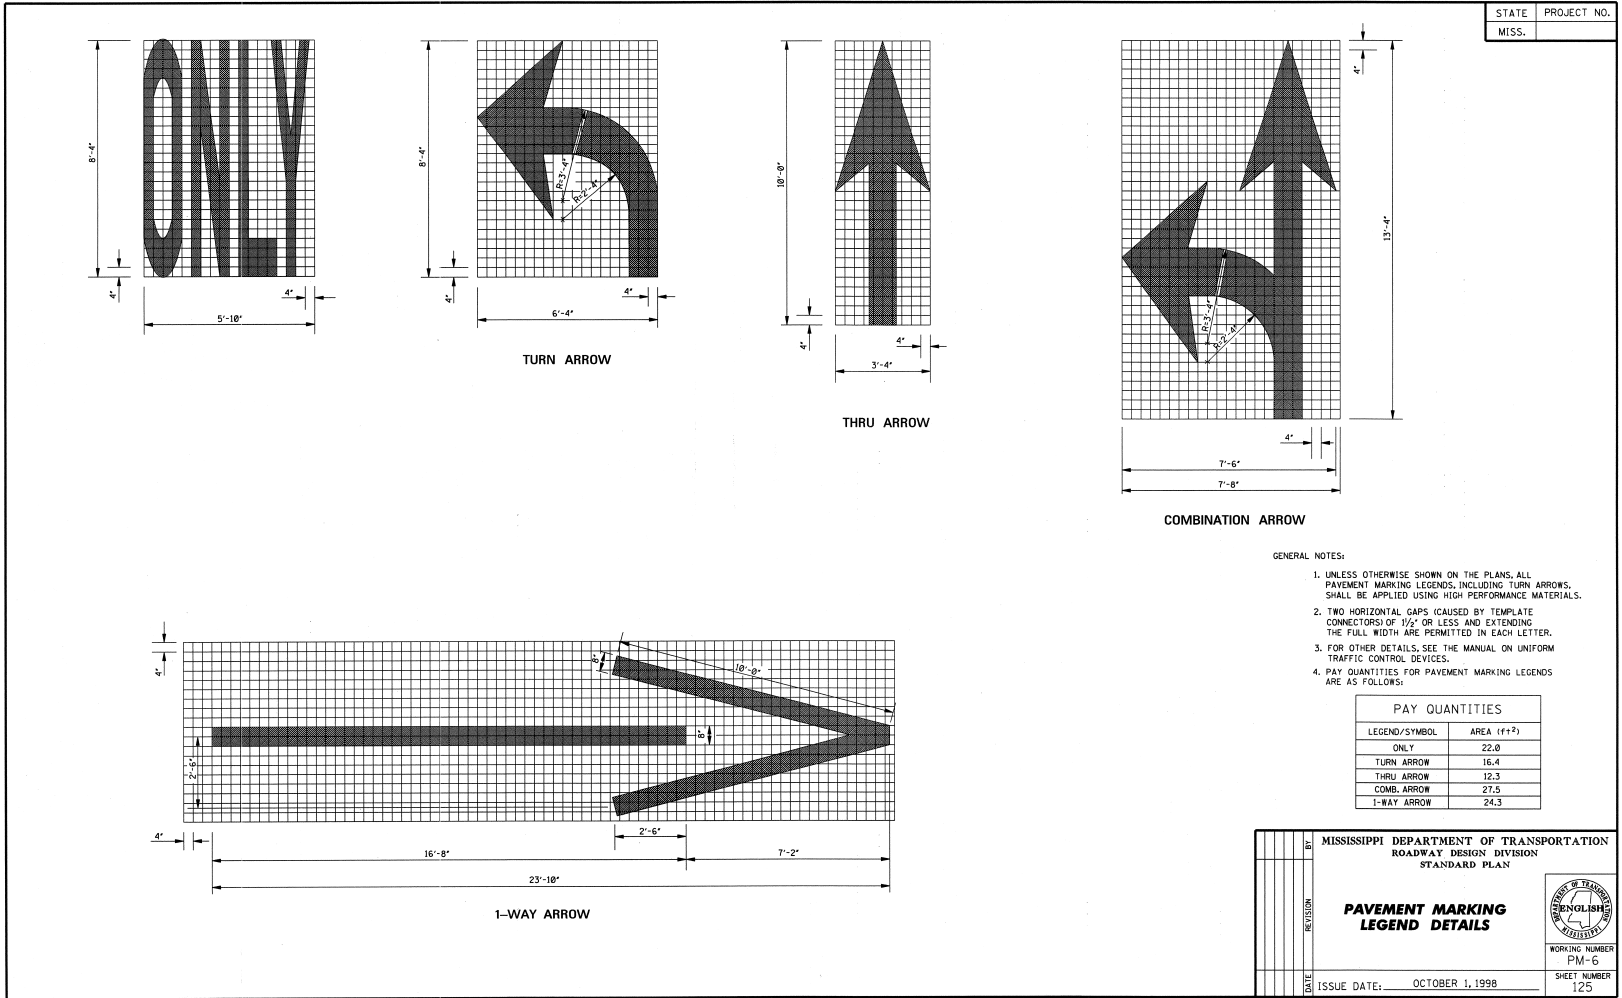 STATE PROJECT NO.
MISS.
ONLY
8'-4"
4"
4"
5'-10"
8'-4"
R=3'-4"
R=2'-4"
4"
4"
6'-4"
TURN ARROW
10'-0"
4"
4"
3'-4"
THRU ARROW
4"
13'-4"
R=3'-4"
R=2'-4"
4"
7'-6"
7'-8"
COMBINATION ARROW
4"
8"
10'-0"
8"
2'-6"
4"
2'-6"
16'-8"
7'-2"
23'-10"
1-WAY ARROW
GENERAL NOTES:
1. UNLESS OTHERWISE SHOWN ON THE PLANS, ALL
PAVEMENT MARKING LEGENDS, INCLUDING TURN ARROWS,
SHALL BE APPLIED USING HIGH PERFORMANCE MATERIALS.
2. TWO HORIZONTAL GAPS (CAUSED BY TEMPLATE
CONNECTORS) OF 1 1/2" OR LESS AND EXTENDING
THE FULL WIDTH ARE PERMITTED IN EACH LETTER.
3. FOR OTHER DETAILS, SEE THE MANUAL ON UNIFORM
TRAFFIC CONTROL DEVICES.
4. PAY QUANTITIES FOR PAVEMENT MARKING LEGENDS
ARE AS FOLLOWS:
PAY QUANTITIES
LEGEND/SYMBOL AREA (ft²)
ONLY 22.0
TURN ARROW 16.4
THRU ARROW 12.3
COMB. ARROW 27.5
1-WAY ARROW 24.3
BY
REVISION
DATE
MISSISSIPPI DEPARTMENT OF TRANSPORTATION
ROADWAY DESIGN DIVISION
STANDARD PLAN
PAVEMENT MARKING
LEGEND DETAILS
DEPARTMENT OF TRANSPORTATION
ENGLISH
MISSISSIPPI
WORKING NUMBER
PM-6
ISSUE DATE: OCTOBER 1, 1998
SHEET NUMBER
125